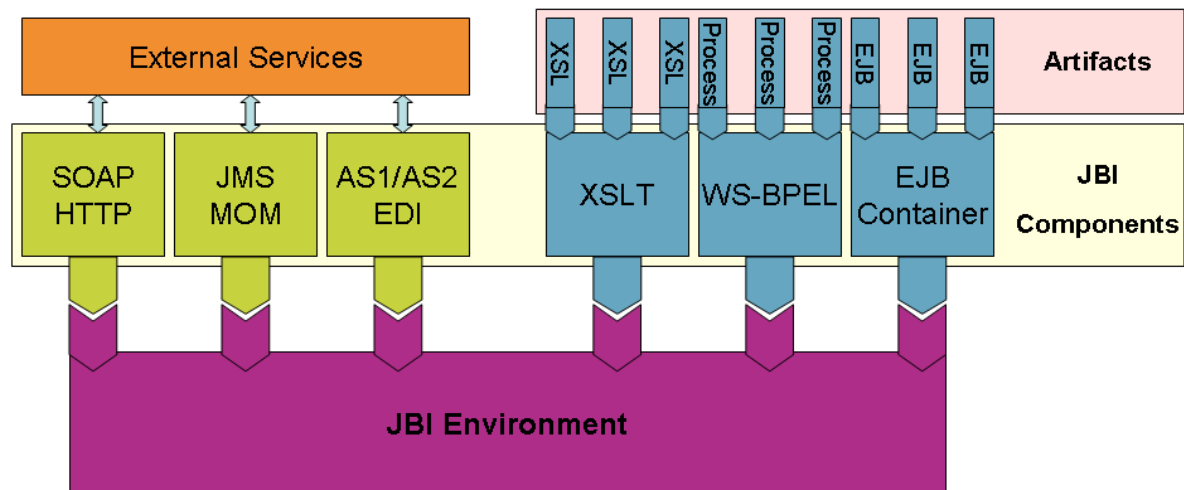 External Services
XSL
XSL
XSL
Process
Process
Process
EJB
EJB
EJB
Artifacts
SOAP
HTTP
JMS
MOM
AS1/AS2
EDI
XSLT
WS-BPEL
EJB
Container
JBI
Components
JBI Environment